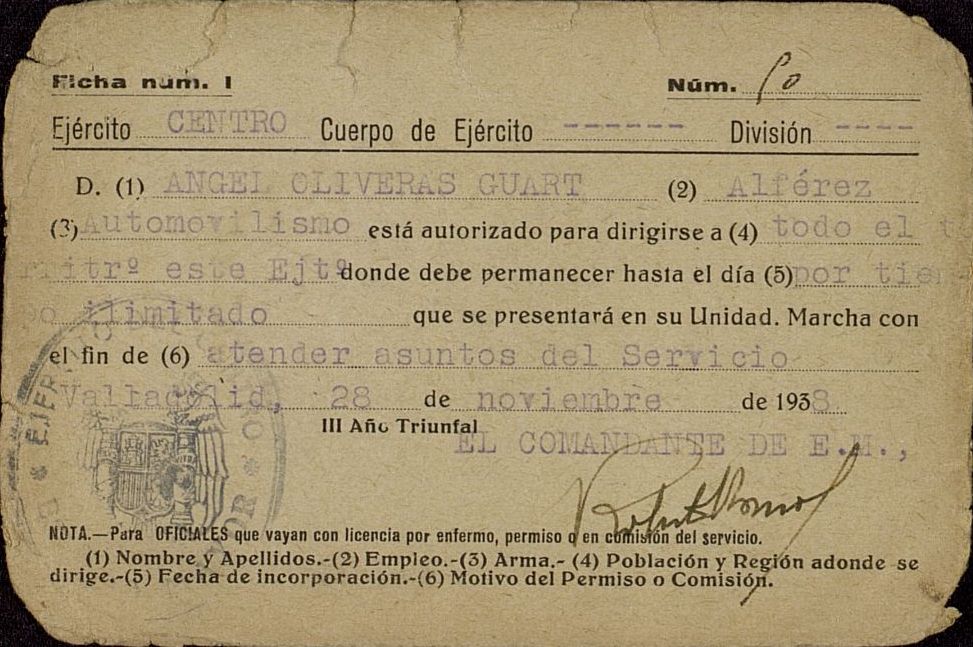 Ficha núm. 1 Núm.
Ejército CENTRO Cuerpo de Ejército ------ División ----
D. (1) ANGEL OLIVERAS GUART (2) Alférez
(3) Automovilismo está autorizado para dirigirse a (4) todo el t
rritrº este Ejtº donde debe permanecer hasta el día (5) por tiem
po ilimitado que se presentará en su Unidad. Marcha con
el fin de (6) atender asuntos del Servicio
Valladolid, 28 de noviembre de 1938
III Año Triunfal
EL COMANDANTE DE E.M.,
NOTA.—Para OFICIALES que vayan con licencia por enfermo, permiso o en comisión del servicio.
(1) Nombre y Apellidos.-(2) Empleo.-(3) Arma.- (4) Población y Región adonde se
dirige.-(5) Fecha de incorporación.-(6) Motivo del Permiso o Comisión.